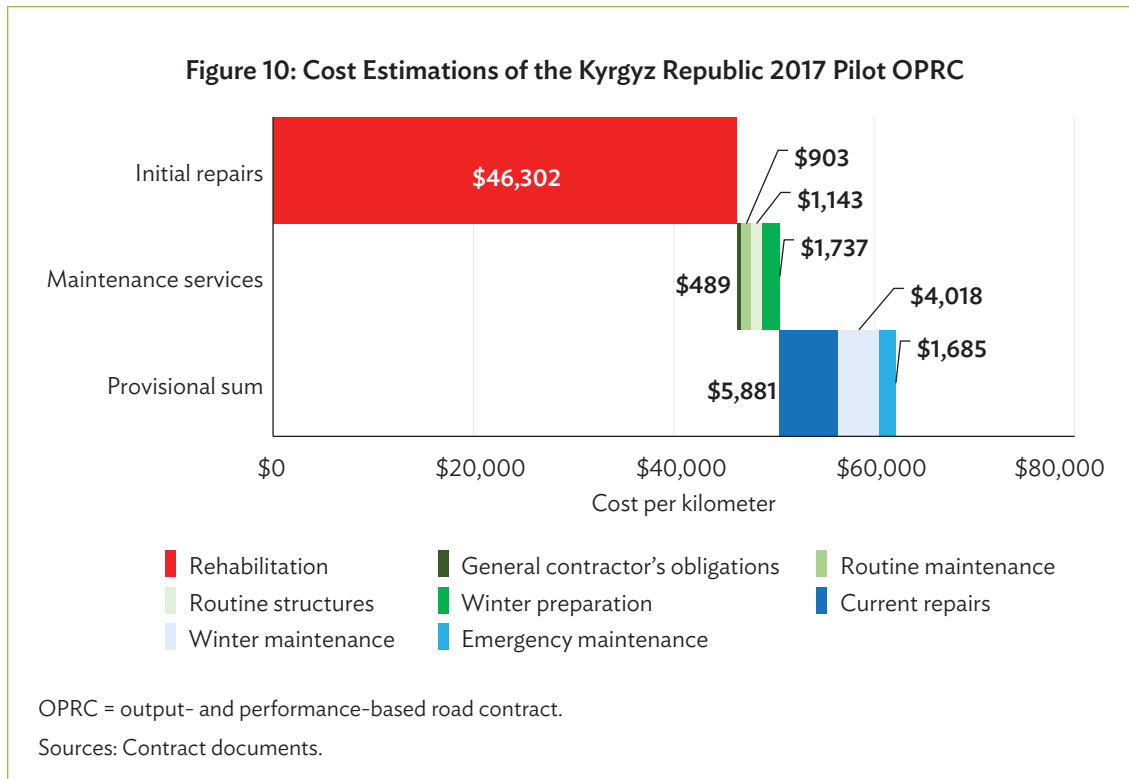 Figure 10: Cost Estimations of the Kyrgyz Republic 2017 Pilot OPRC
Initial repairs
$46,302
$903
$1,143
Maintenance services
$489
$1,737
$4,018
Provisional sum
$5,881
$1,685
$0 $20,000 $40,000 $60,000 $80,000
Cost per kilometer
Rehabilitation General contractor's obligations Routine maintenance
Routine structures Winter preparation Current repairs
Winter maintenance Emergency maintenance
OPRC = output- and performance-based road contract.
Sources: Contract documents.